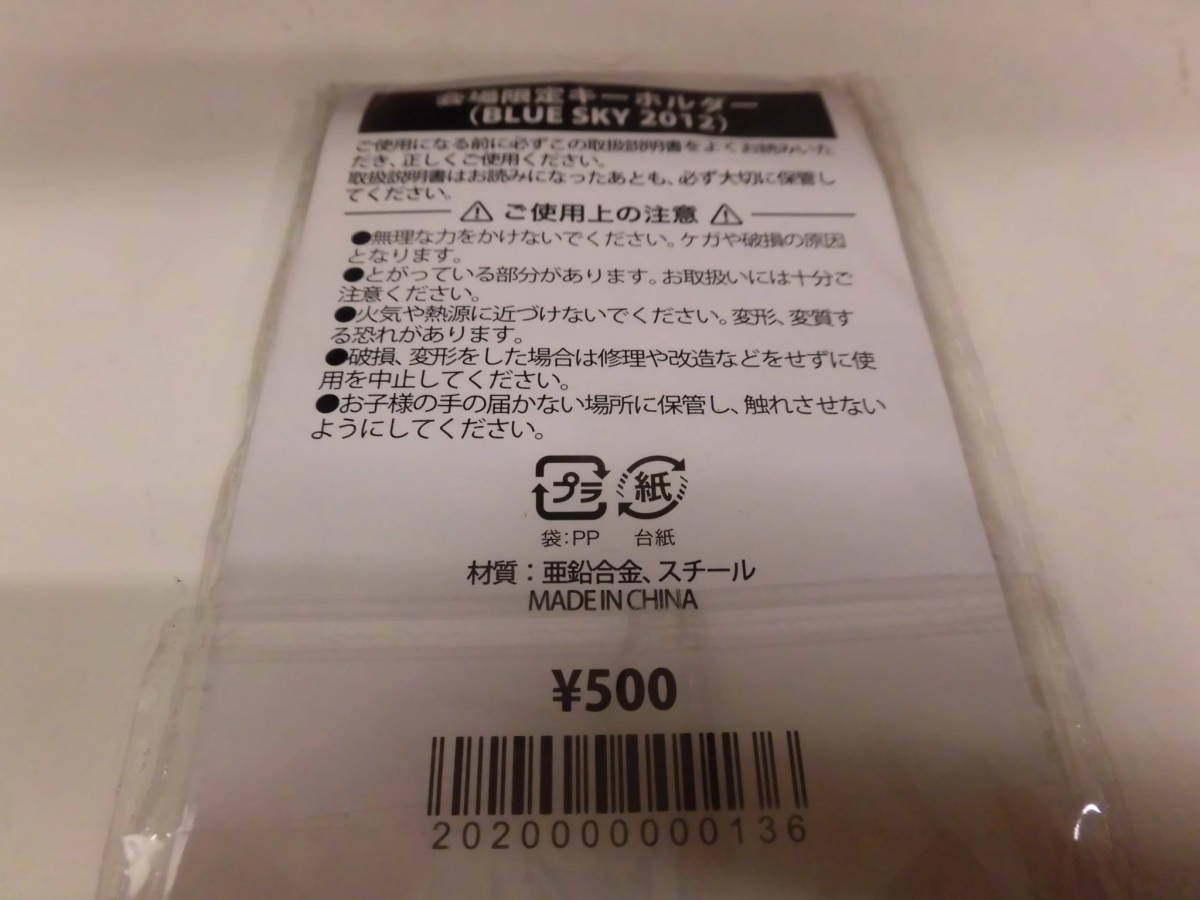 会場限定キーホルダー
(BLUE SKY 2012)
ご使用になる前に必ずこの取扱説明書をよくお読みいた
だき、正しくご使用ください。
取扱説明書はお読みになったあとも、必ず大切に保管し
てください。
ご使用上の注意
●無理な力をかけないでください。ケガや破損の原因
となります。
●とがっている部分があります。お取扱いには十分ご
注意ください。
●火気や熱源に近づけないでください。変形、変質す
る恐れがあります。
●破損、変形をした場合は修理や改造などをせずに使
用を中止してください。
●お子様の手の届かない場所に保管し、触れさせない
ようにしてください。
プラ 紙
袋：PP 台紙
材質：亜鉛合金、スチール
MADE IN CHINA
¥500
2020000000136